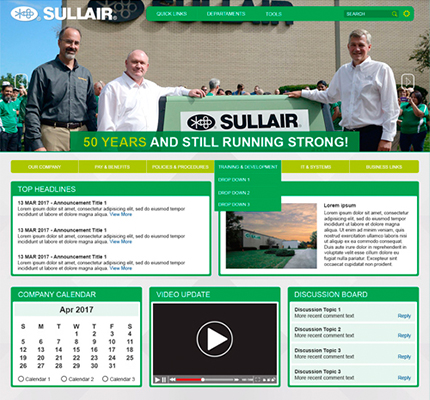 SULLAIR.
QUICK LINKS DEPARTAMENTS TOOLS SEARCH
SULLAIR
50 YEARS AND STILL RUNNING STRONG!
OUR COMPANY PAY & BENEFITS POLICIES & PROCEDURES TRAINING & DEVELOPMENT IT & SYSTEMS BUSINESS LINKS
DROP DOWN 1
DROP DOWN 2
DROP DOWN 3
TOP HEADLINES
13 MAR 2017 - Announcement Title 1
Lorem ipsum dolor sit amet, consectetur adipiscing elit, sed do eiusmod tempor
incididunt ut labore et dolore magna aliqua. View More
13 MAR 2017 - Announcement Title 1
Lorem ipsum dolor sit amet, consectetur adipiscing elit, sed do eiusmod tempor
incididunt ut labore et dolore magna aliqua. View More
13 MAR 2017 - Announcement Title 1
Lorem ipsum dolor sit amet, consectetur adipiscing elit, sed do eiusmod tempor
incididunt ut labore et dolore magna aliqua. View More
Lorem ipsum
Lorem ipsum dolor sit amet,
consectetur adipiscing elit, sed do
eiusmod tempor incididunt ut labore
et dolore magna aliqua. Ut enim ad
minim veniam, quis nostrud
exercitation ullamco laboris nisi ut
aliquip ex ea commodo consequat.
Duis aute irure dolor in reprehenderit in
voluptate velit esse cillum dolore eu
fugiat nulla pariatur. Excepteur sint
occaecat cupidatat non proident
COMPANY CALENDAR
Apr 2017
S M T W T F S
1
2 3 4 5 6 7 8
5 6 7 8 9 10 11
12 13 14 15 16 17 18
19 20 21 22 23 24 25
26 27 28 29 30 31
Calendar 1 Calendar 2 Calendar 3
VIDEO UPDATE
DISCUSSION BOARD
Discussion Topic 1
More recent comment text Reply
Discussion Topic 2
More recent comment text Reply
Discussion Topic 3
More recent comment text Reply
Discussion Topic 3
More recent comment text Reply